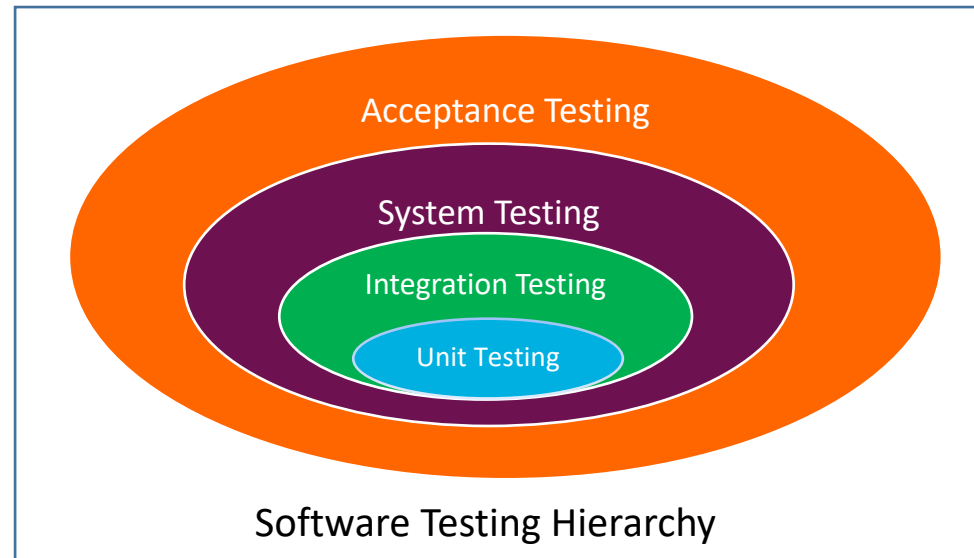 Acceptance Testing
System Testing
Integration Testing
Unit Testing
Software Testing Hierarchy